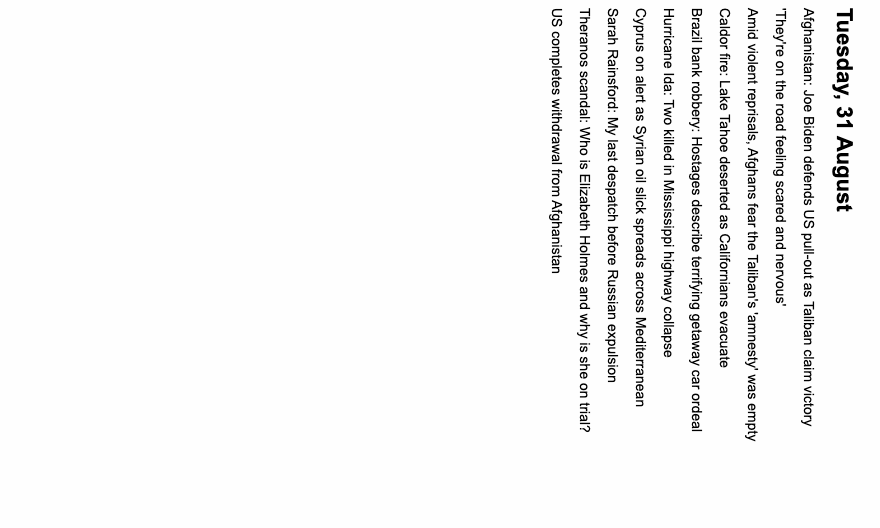 Tuesday, 31 August
Afghanistan: Joe Biden defends US pull-out as Taliban claim victory
'They're on the road feeling scared and nervous'
Amid violent reprisals, Afghans fear the Taliban's 'amnesty' was empty
Caldor fire: Lake Tahoe deserted as Californians evacuate
Brazil bank robbery: Hostages describe terrifying getaway car ordeal
Hurricane Ida: Two killed in Mississippi highway collapse
Cyprus on alert as Syrian oil slick spreads across Mediterranean
Sarah Rainsford: My last despatch before Russian expulsion
Theranos scandal: Who is Elizabeth Holmes and why is she on trial?
US completes withdrawal from Afghanistan